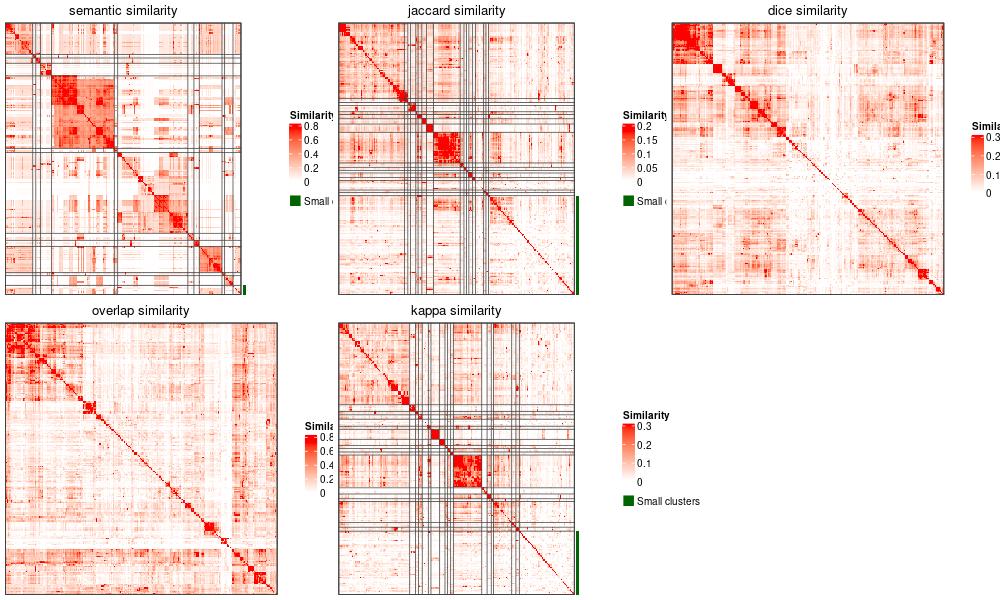 semantic similarity
jaccard similarity
dice similarity
Similarity
0.8
0.6
0.4
0.2
0
Small
Similarity
0.2
0.15
0.1
0.05
0
Small
Simila
0.3
0.2
0.1
0
overlap similarity
kappa similarity
Simila
0.8
0.6
0.4
0.2
0
Similarity
0.3
0.2
0.1
0
Small clusters